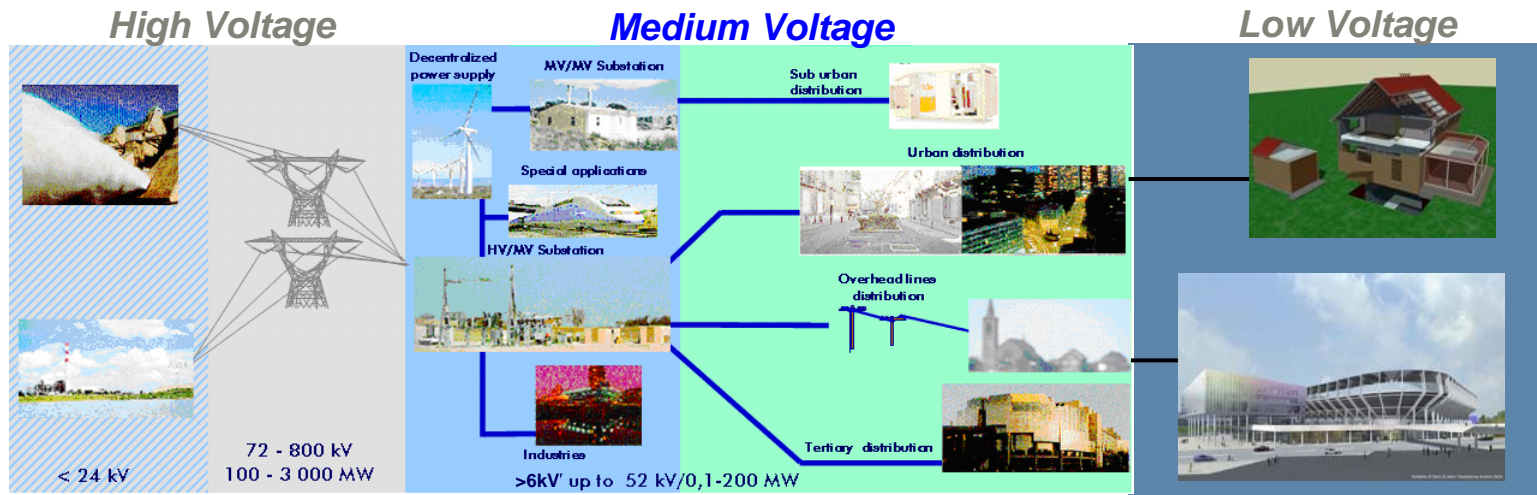 High Voltage
Medium Voltage
Low Voltage
Decentralized
power supply
MV/MV Substation
Sub urban
distribution
Urban distribution
Special applications
HV/MV Substation
Overhead lines
distribution
Industries
Tertiary distribution
< 24 kV
72 - 800 kV
100 - 3 000 MW
>6kV' up to 52 kV/0,1-200 MW